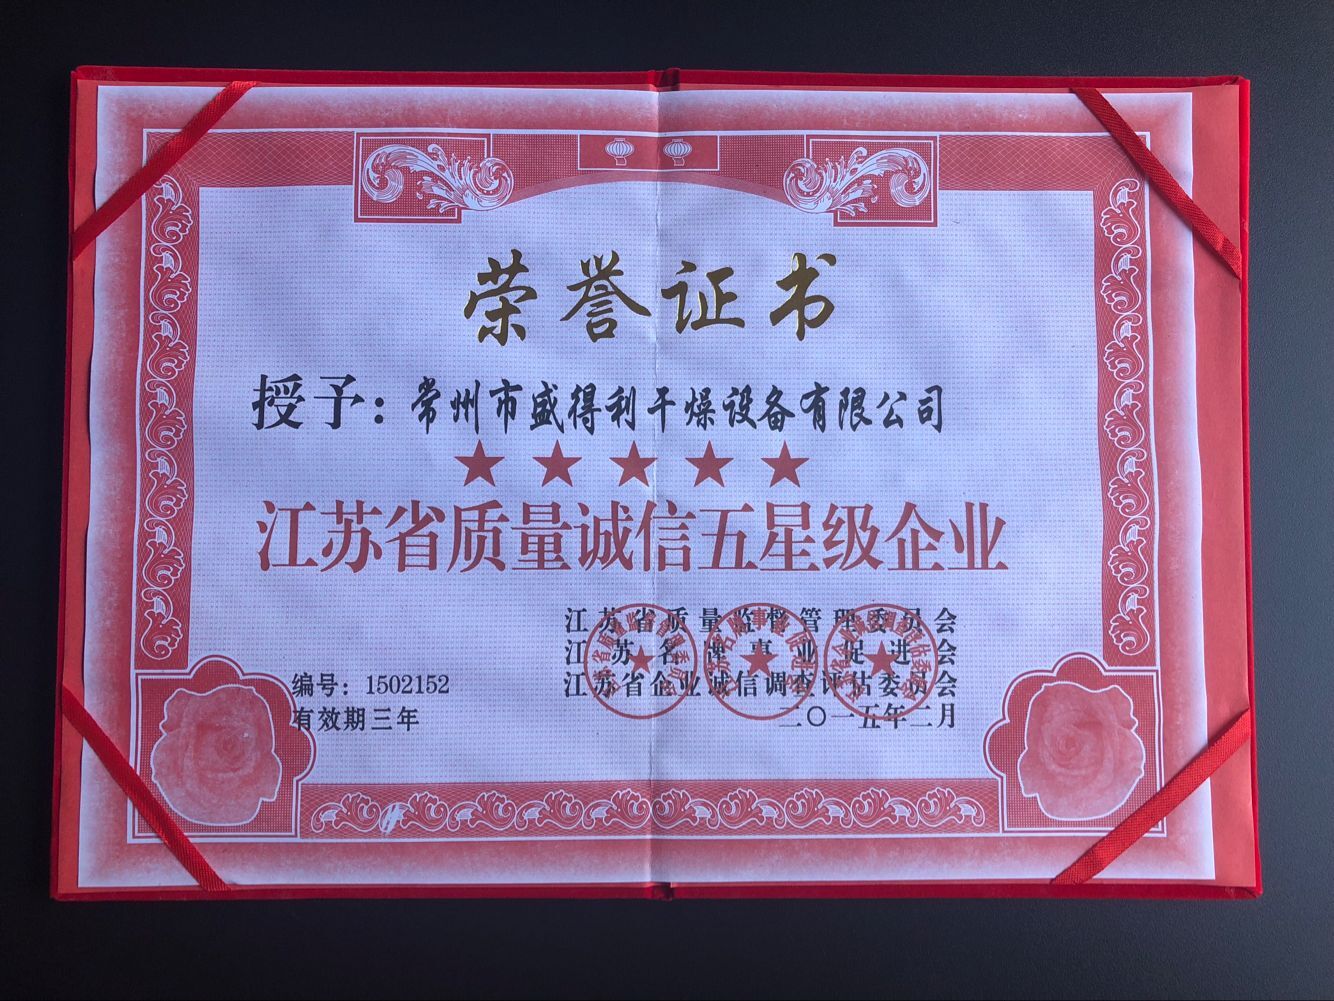 荣誉证书
授予：常州市盛得利干燥设备有限公司
★★★★★
江苏省质量诚信五星级企业
江苏省质量监督管理委员会
江苏名牌事业促进会
江苏省企业诚信调查评估委员会
二〇一五年二月
编号：1502152
有效期三年